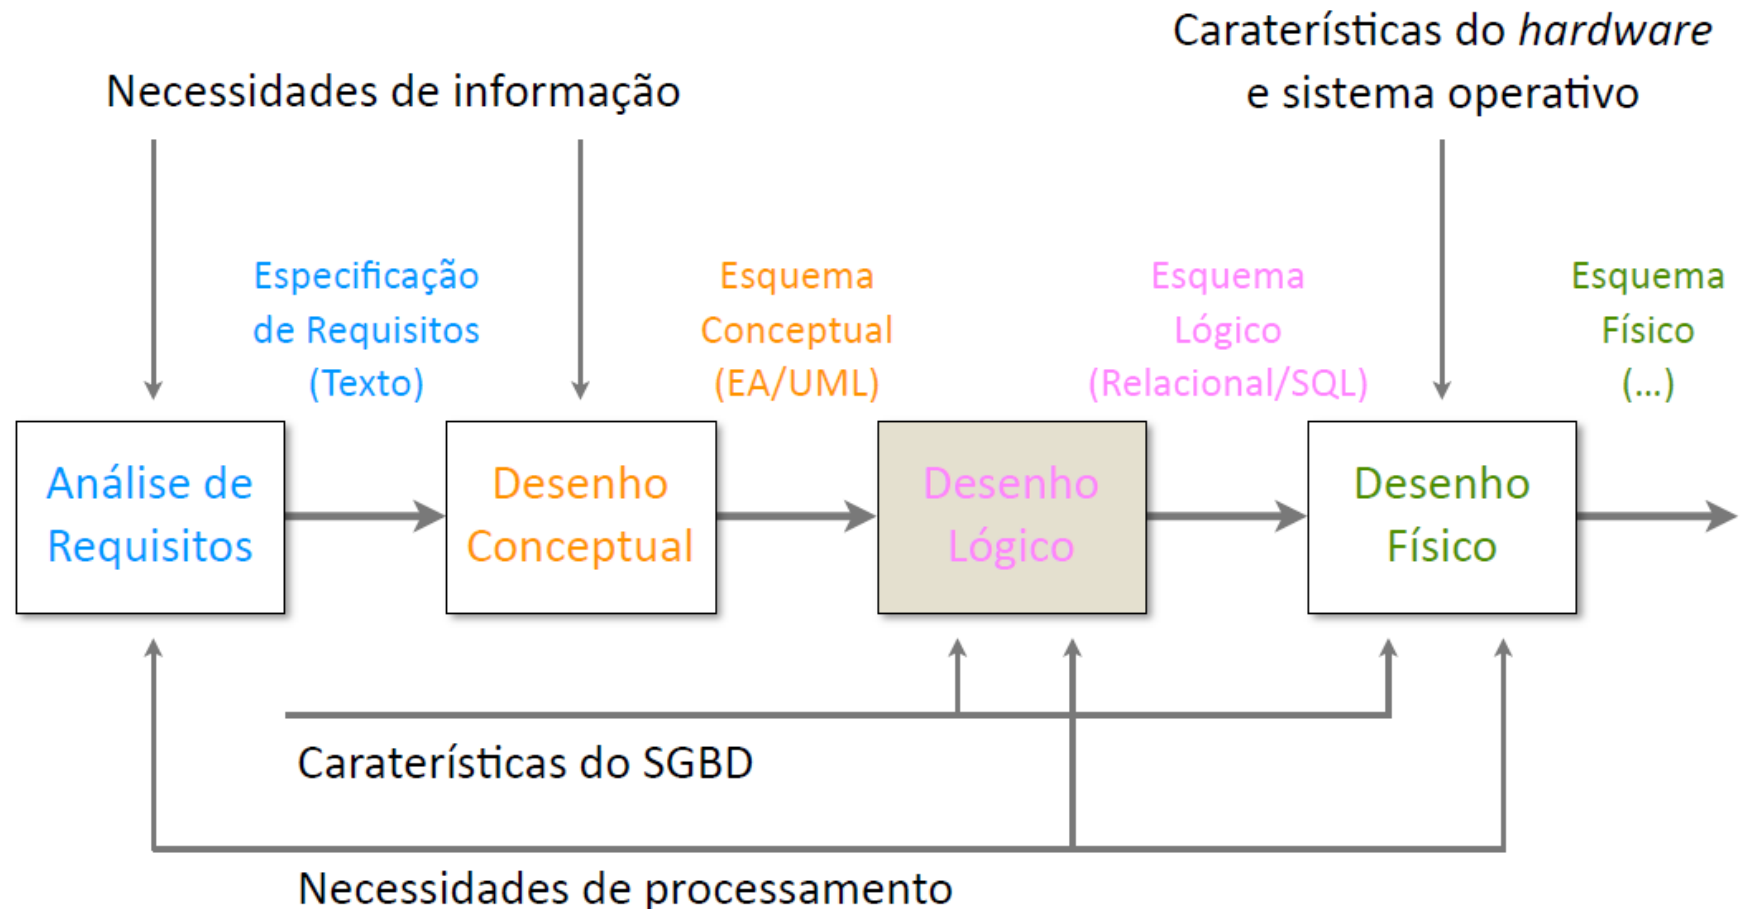 Caraterísticas do hardware
e sistema operativo
Necessidades de informação
Especificação
de Requisitos
(Texto)
Esquema
Conceptual
(EA/UML)
Esquema
Lógico
(Relacional/SQL)
Esquema
Físico
(...)
Análise de
Requisitos
Desenho
Conceptual
Desenho
Lógico
Desenho
Físico
Caraterísticas do SGBD
Necessidades de processamento